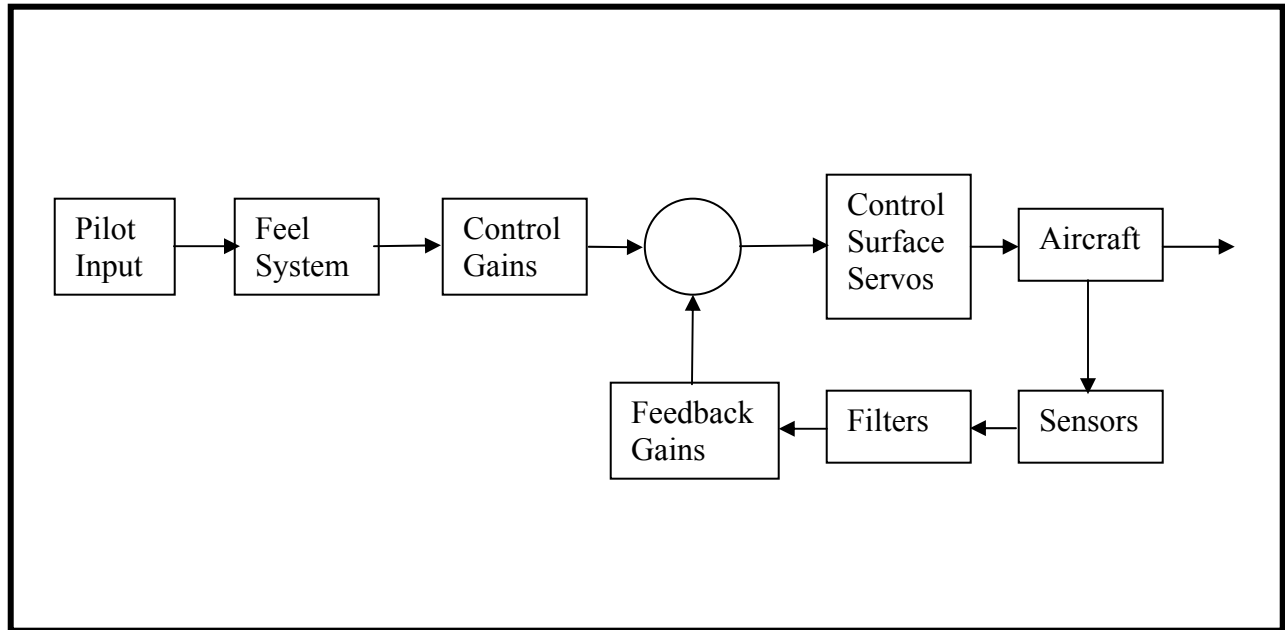 Pilot
Input
Feel
System
Control
Gains
Control
Surface
Servos
Aircraft
Feedback
Gains
Filters
Sensors